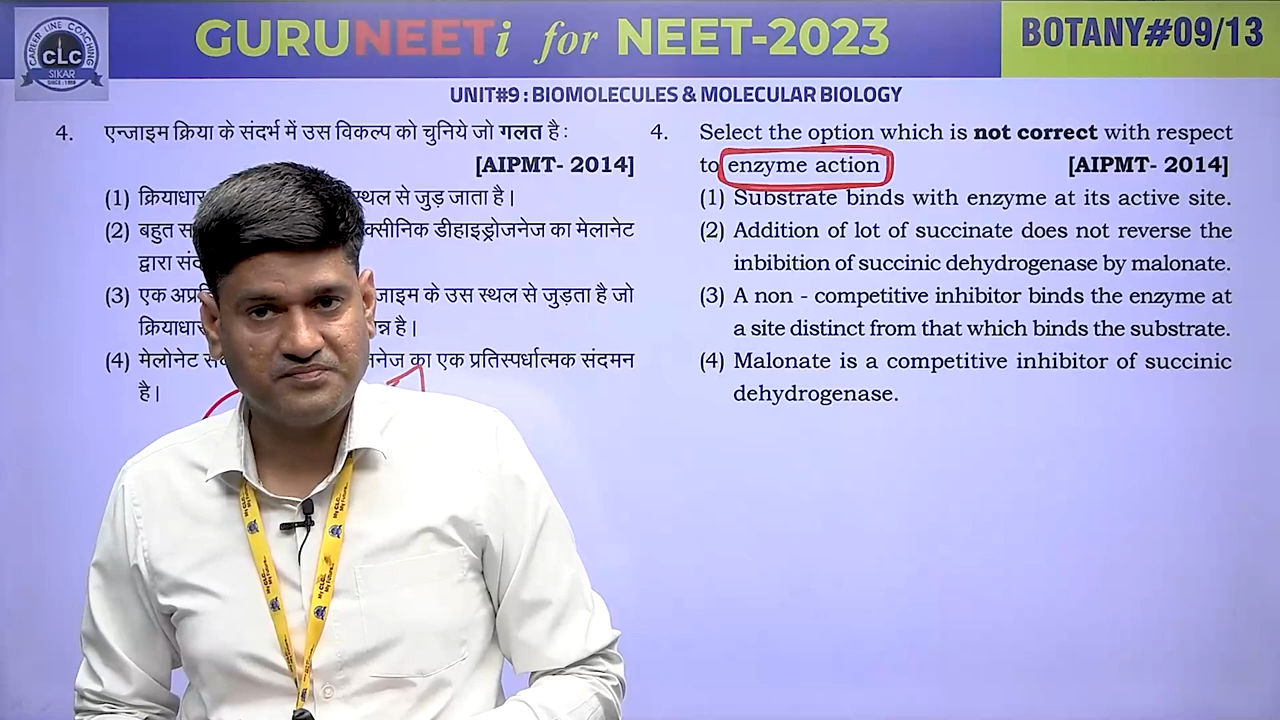 CAREER LINE COACHING
CLC
SIKAR
SINCE : 1996
GURUNEETi for NEET-2023
BOTANY#09/13
UNIT#9 : BIOMOLECULES & MOLECULAR BIOLOGY
4. एन्जाइम क्रिया के संदर्भ में उस विकल्प को चुनिये जो गलत है :
[AIPMT- 2014]
(1) क्रियाधार स्थल से जुड़ जाता है।
(2) बहुत क्सीनिक डीहाइड्रोजनेज का मेलानेट
द्वारा
(3) एक के उस स्थल से जुड़ता है जो
है।
(4) मेलोनेट का एक प्रतिस्पर्धात्मक संदमन
है।
4. Select the option which is not correct with respect
to enzyme action [AIPMT- 2014]
(1) Substrate binds with enzyme at its active site.
(2) Addition of lot of succinate does not reverse the
inbibition of succinic dehydrogenase by malonate.
(3) A non - competitive inhibitor binds the enzyme at
a site distinct from that which binds the substrate.
(4) Malonate is a competitive inhibitor of succinic
dehydrogenase.